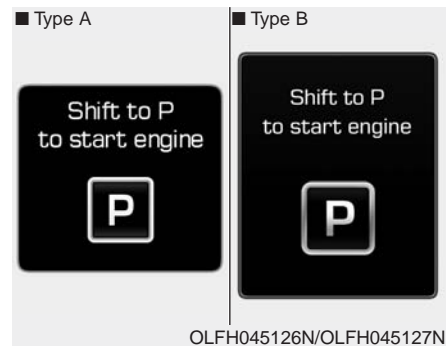 ■ Type A
Shift to P
to start engine
P
■ Type B
Shift to P
to start engine
P
OLFH045126N/OLFH045127N